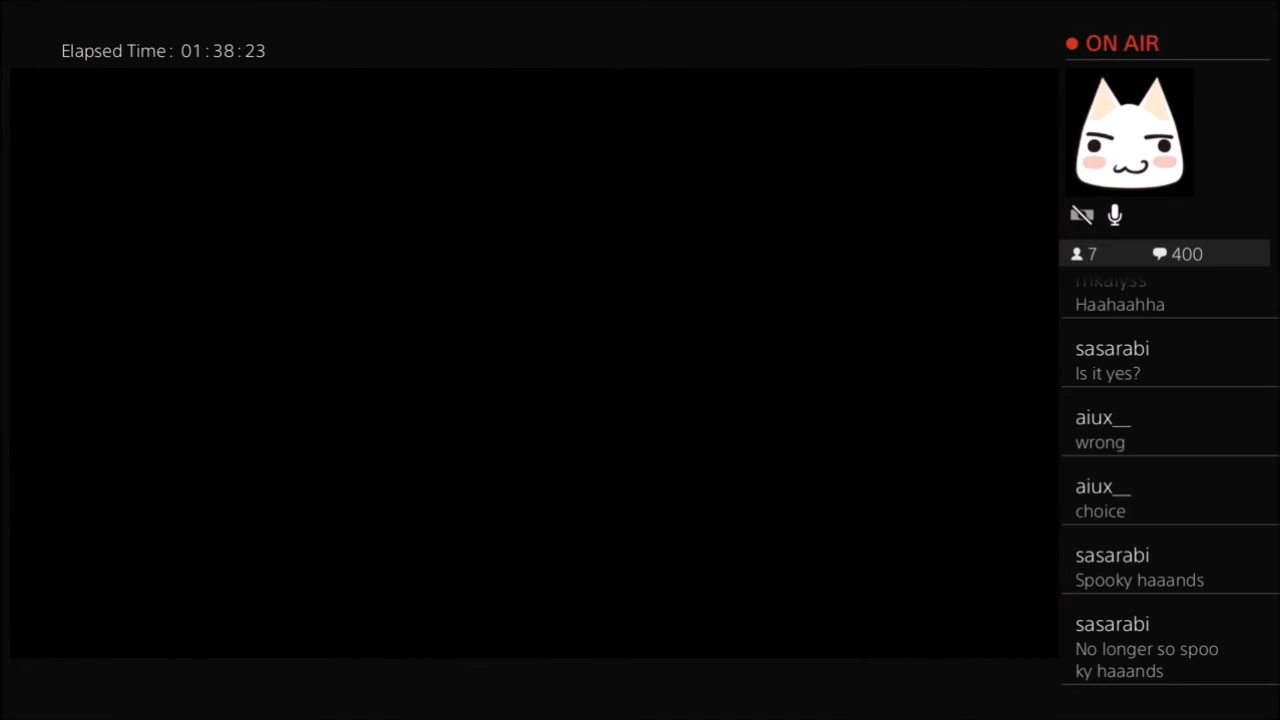 Elapsed Time: 01:38:23
ON AIR
7 400
Haahaahha
sasarabi
Is it yes?
aiux__
wrong
aiux__
choice
sasarabi
Spooky haaands
sasarabi
No longer so spoo
ky haaands